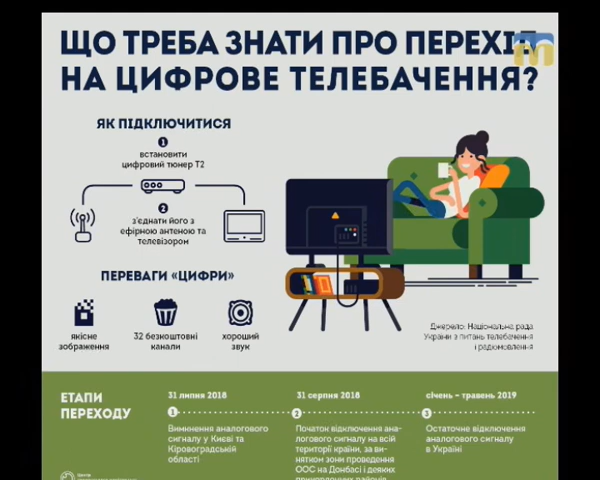 ЩО ТРЕБА ЗНАТИ ПРО ПЕРЕХІД
НА ЦИФРОВЕ ТЕЛЕБАЧЕННЯ?
ЯК ПІДКЛЮЧИТИСЯ
1
встановити
цифровий тюнер Т2
2
з'єднати його з
ефірною антеною та
телевізором
ПЕРЕВАГИ «ЦИФРИ»
якісне
зображення
32 безкоштовні
канали
хороший
звук
Джерело: Національна рада
України з питань телебачення
і радіомовлення
ЕТАПИ
ПЕРЕХОДУ
31 липня 2018
1
Вимкнення аналогового
сигналу у Києві та
Кіровоградській
області
31 серпня 2018
2
Початок відключення ана-
логового сигналу на всій
території країни, за ви-
нятком зони проведення
ООС на Донбасі і деяких
січень – травень 2019
3
Остаточне відключення
аналогового сигналу
в Україні